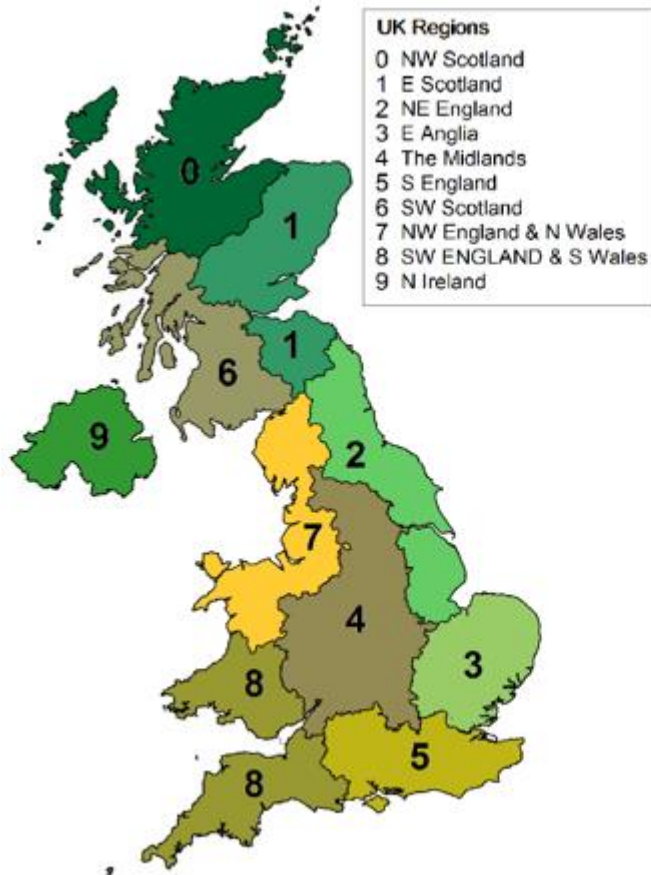 UK Regions
0 NW Scotland
1 E Scotland
2 NE England
3 E Anglia
4 The Midlands
5 S England
6 SW Scotland
7 NW England & N Wales
8 SW ENGLAND & S Wales
9 N Ireland
0
1
1
6
9
2
7
4
3
8
5
8